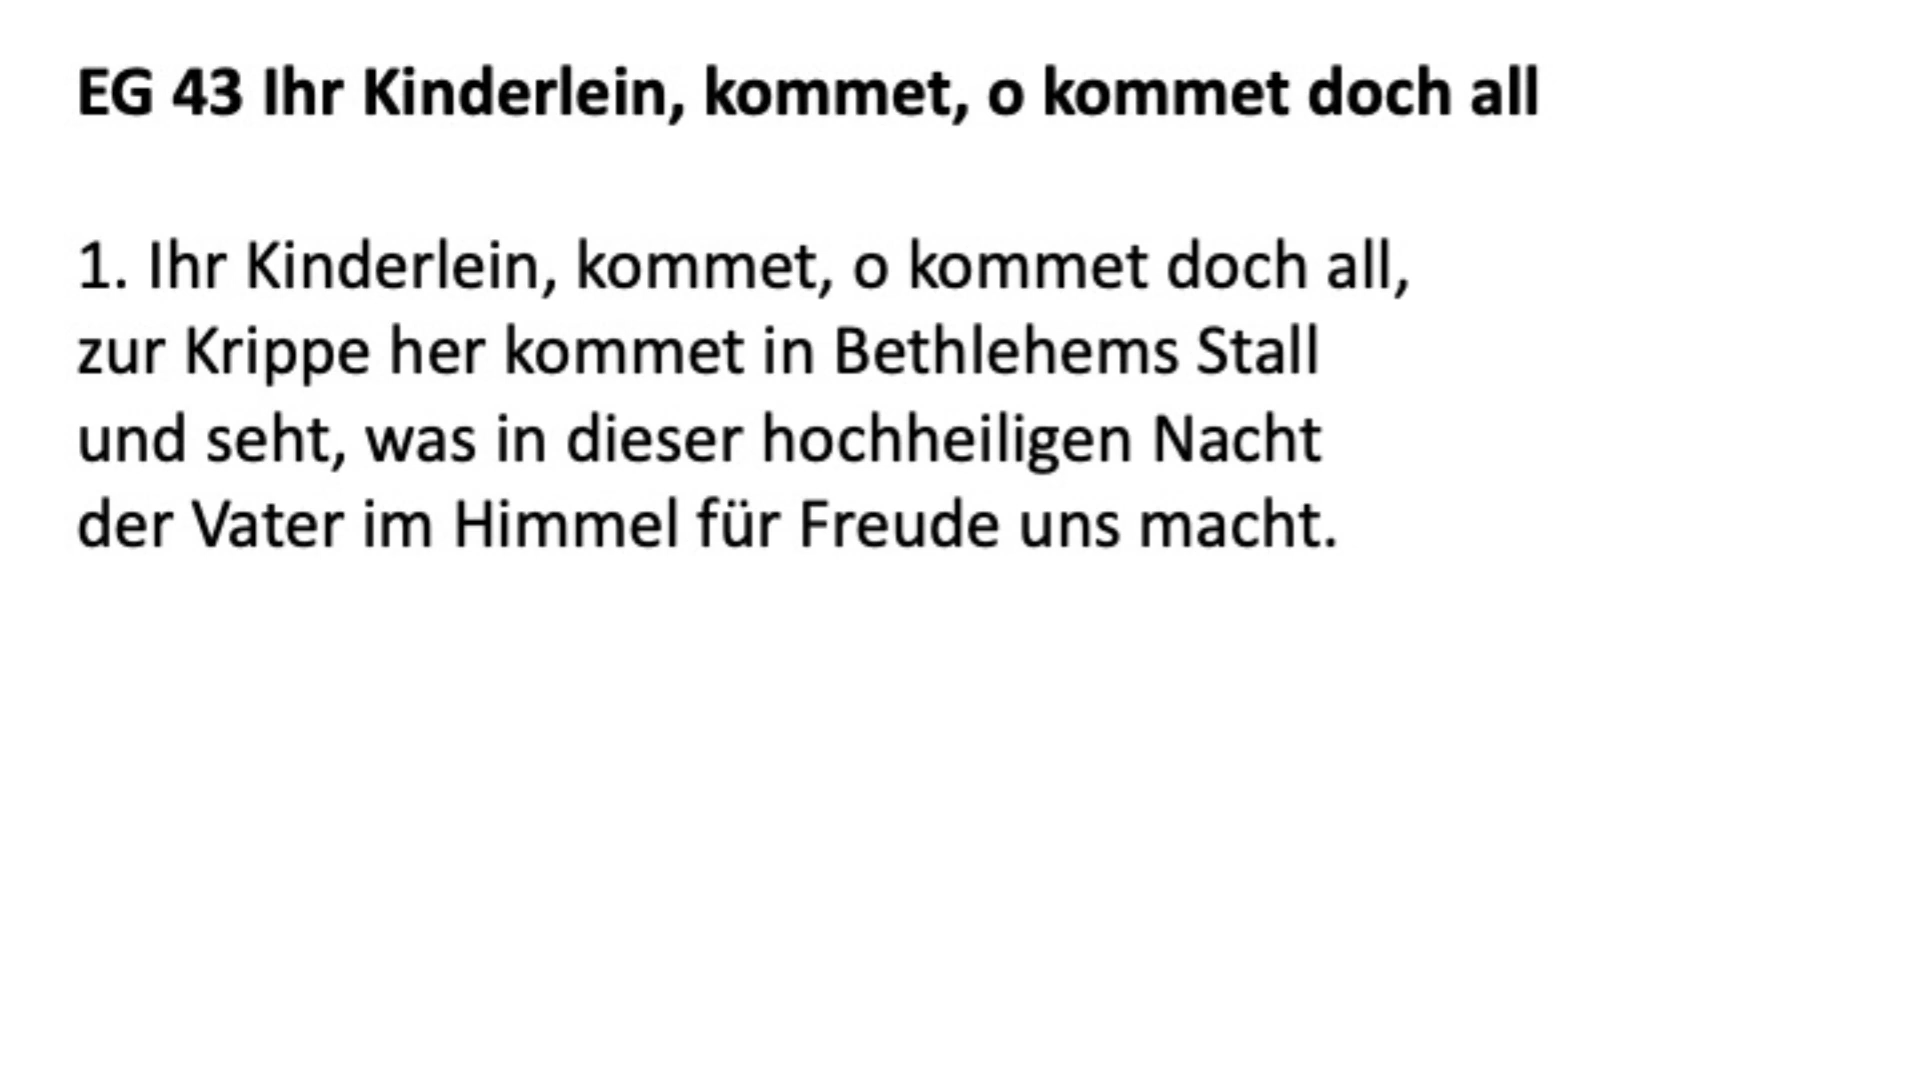 EG 43 Ihr Kinderlein, kommet, o kommet doch all
1. Ihr Kinderlein, kommet, o kommet doch all,
zur Krippe her kommet in Bethlehems Stall
und seht, was in dieser hochheiligen Nacht
der Vater im Himmel für Freude uns macht.